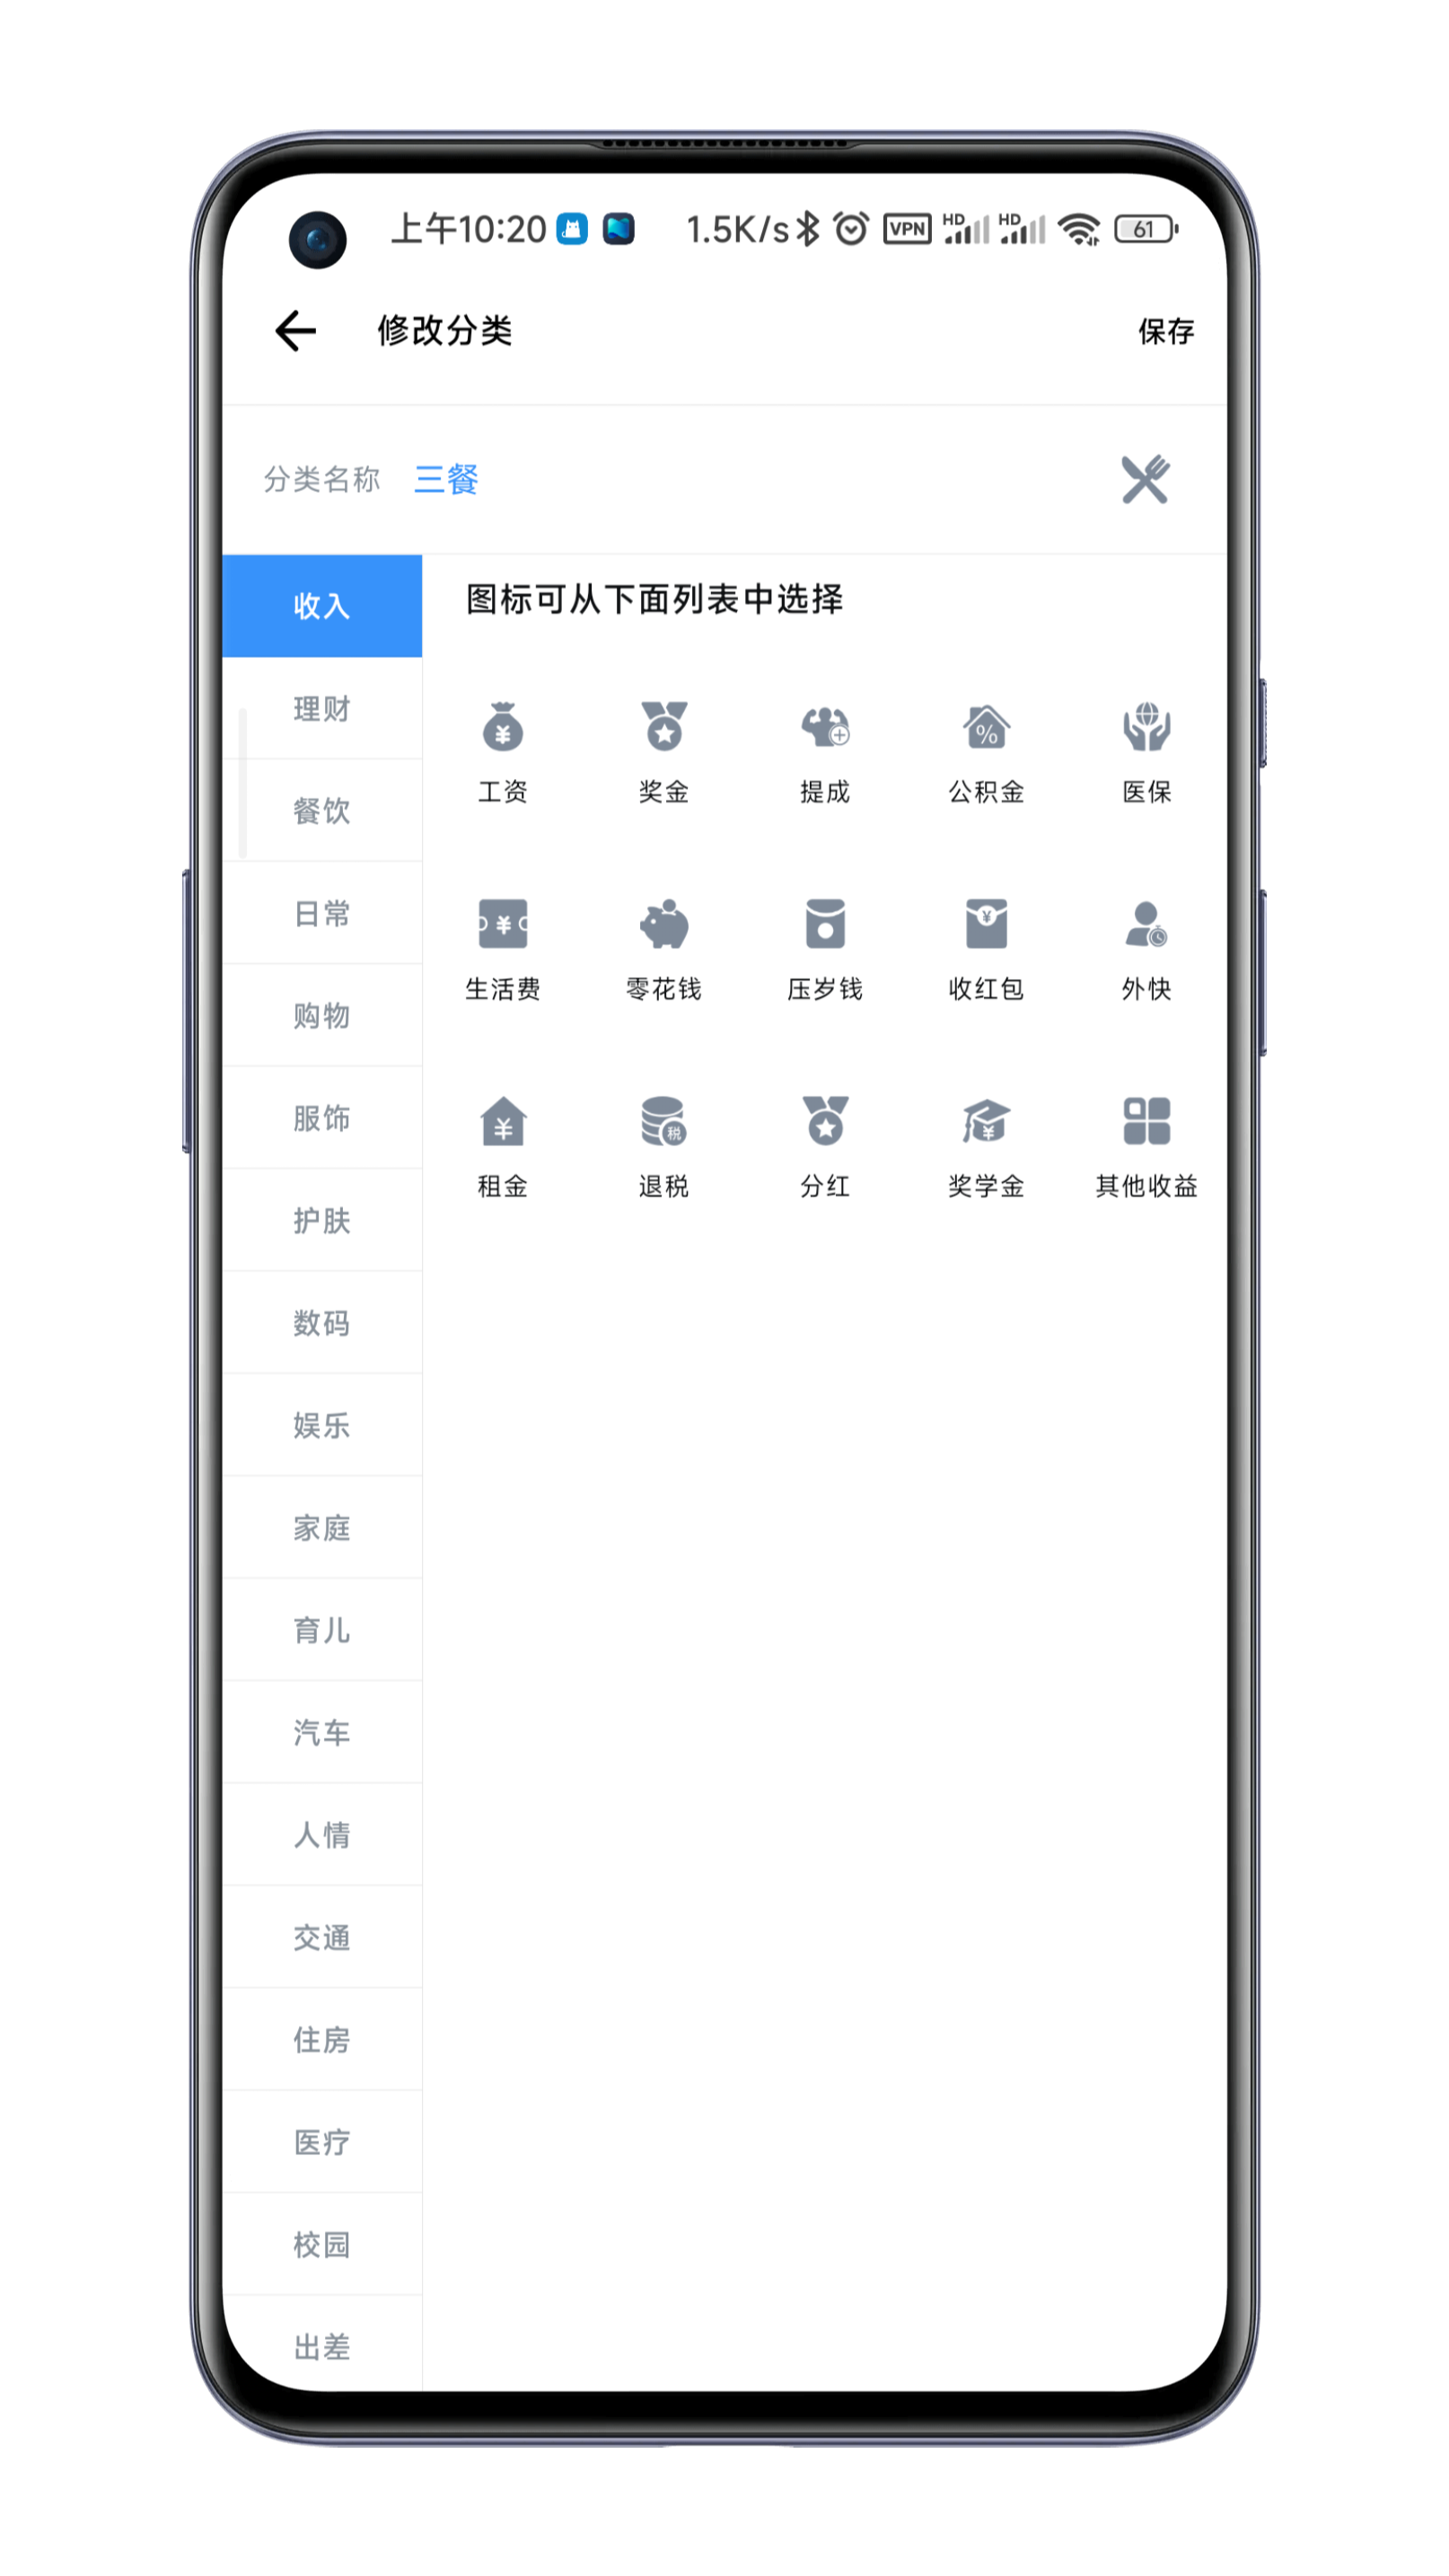 上午10:20 1.5K/s VPN HD HD 61
修改分类 保存
分类名称 三餐
收入
理财
餐饮
日常
购物
服饰
护肤
数码
娱乐
家庭
育儿
汽车
人情
交通
住房
医疗
校园
出差
图标可从下面列表中选择
¥ % 
工资 奖金 提成 公积金 医保
¥ ¥
生活费 零花钱 压岁钱 收红包 外快
¥ 税 ¥
租金 退税 分红 奖学金 其他收益